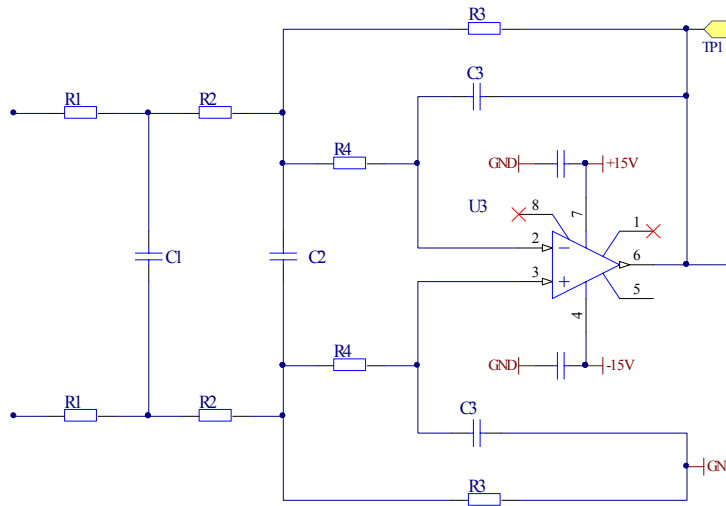 R3
TP1
C3
R1
R2
R4
GND
+15V
U3
8
7
1
2
6
3
5
4
C1
C2
R4
GND
-15V
R1
R2
C3
GN
R3